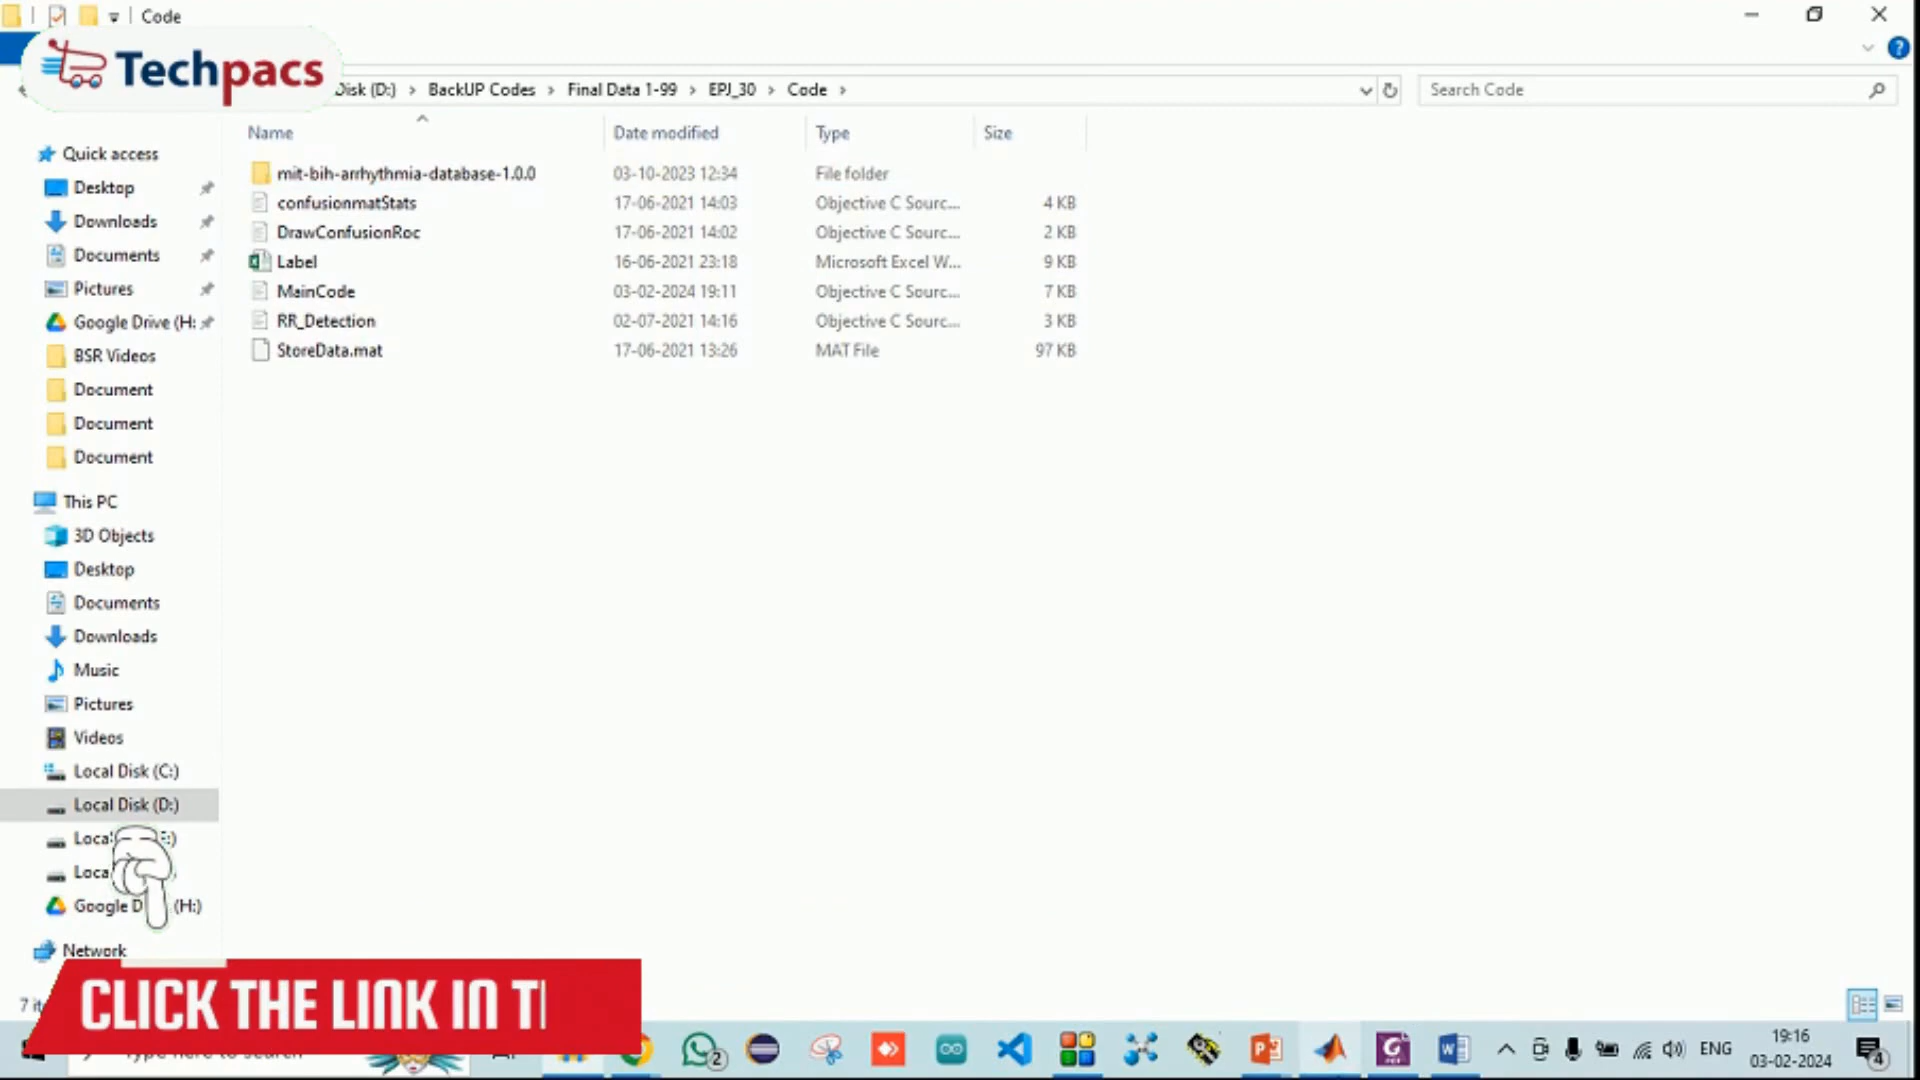 Code
Techpacs
Disk (D:) > BackUP Codes > Final Data 1-99 > EPJ_30 > Code >
Search Code
Name Date modified Type Size
Quick access
Desktop
Downloads
Documents
Pictures
Google Drive (H:
BSR Videos
Document
Document
Document
This PC
3D Objects
Desktop
Documents
Downloads
Music
Pictures
Videos
Local Disk (C:)
Local Disk (D:)
Google D (H:)
Network
mit-bih-arrhythmia-database-1.0.0 03-10-2023 12:34 File folder
confusionmatStats 17-06-2021 14:03 Objective C Sourc... 4 KB
DrawConfusionRoc 17-06-2021 14:02 Objective C Sourc... 2 KB
Label 16-06-2021 23:18 Microsoft Excel W... 9 KB
MainCode 03-02-2024 19:11 Objective C Sourc... 7 KB
RR_Detection 02-07-2021 14:16 Objective C Sourc... 3 KB
StoreData.mat 17-06-2021 13:26 MAT File 97 KB
CLICK THE LINK IN
2
ENG
19:16
03-02-2024
4